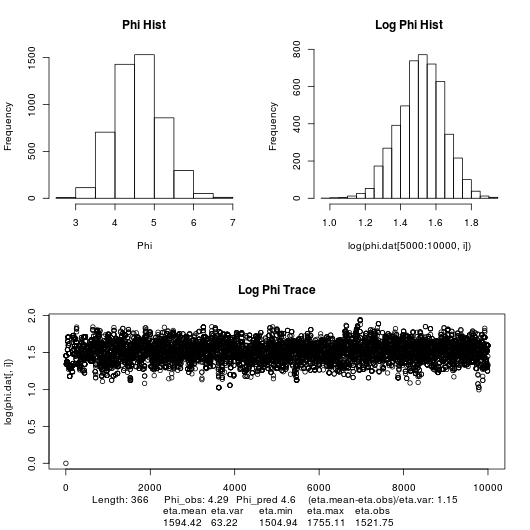 Phi Hist
Log Phi Hist
Frequency
0 500 1000 1500
3 4 5 6 7
Phi
Frequency
0 200 400 600 800
1.0 1.2 1.4 1.6 1.8
log(phi.dat[5000:10000, i])
Log Phi Trace
log(phi.dat[, i])
0.0 0.5 1.0 1.5 2.0
0 2000 4000 6000 8000 10000
Length: 366 Phi_obs: 4.29 Phi_pred 4.6 (eta.mean-eta.obs)/eta.var: 1.15
eta.mean eta.var eta.min eta.max eta.obs
1594.42 63.22 1504.94 1755.11 1521.75